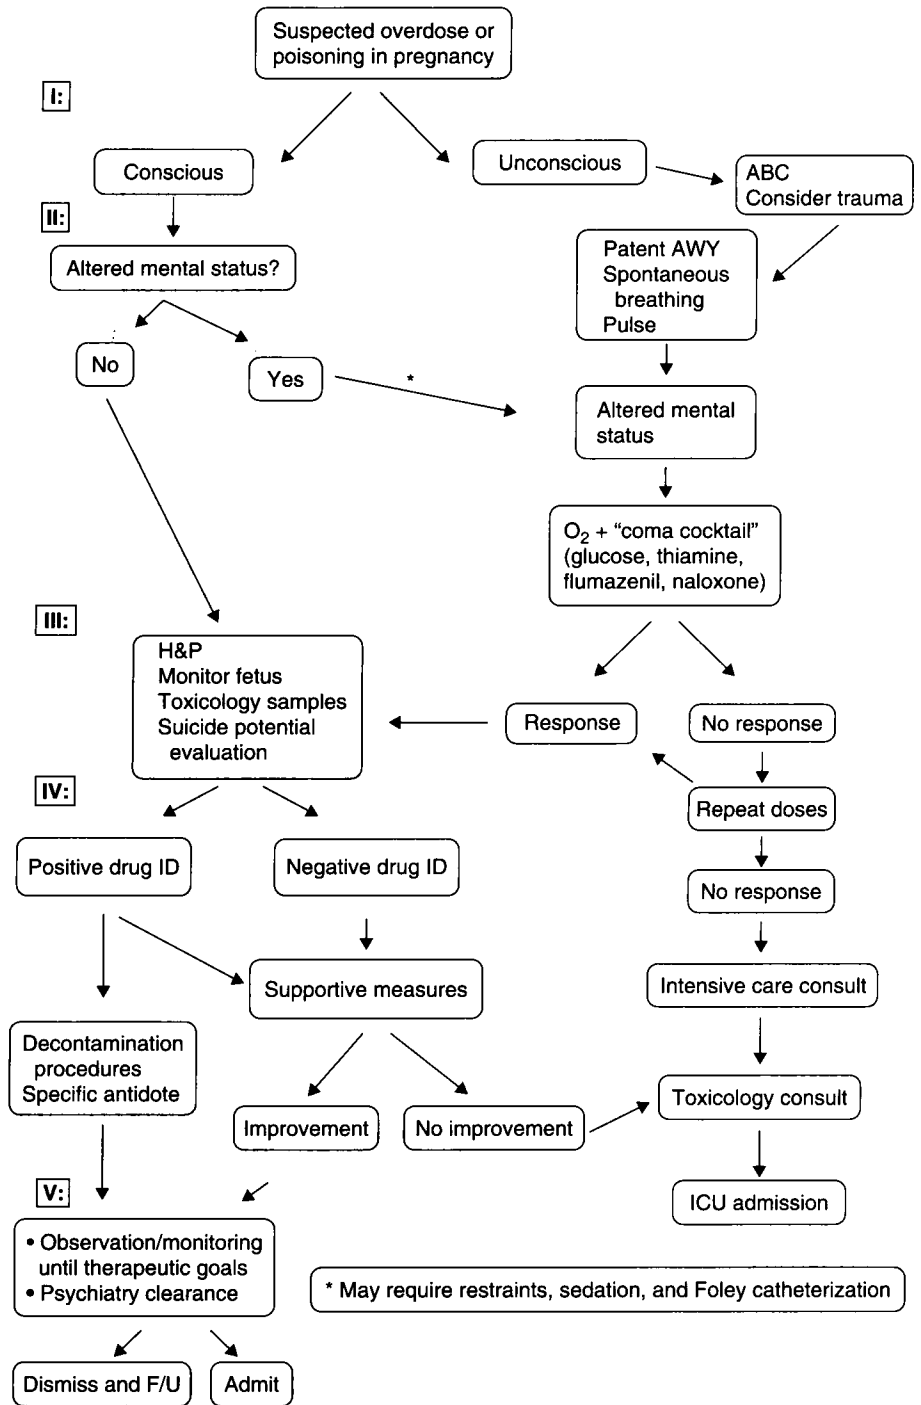 Suspected overdose or
poisoning in pregnancy
I:
Conscious
Unconscious
ABC
Consider trauma
II:
Altered mental status?
Patent AWY
Spontaneous
breathing
Pulse
No
Yes
*
Altered mental
status
O₂ + “coma cocktail”
(glucose, thiamine,
flumazenil, naloxone)
III:
H&P
Monitor fetus
Toxicology samples
Suicide potential
evaluation
Response
No response
Repeat doses
No response
IV:
Positive drug ID
Negative drug ID
Supportive measures
Intensive care consult
Decontamination
procedures
Specific antidote
Improvement
No improvement
Toxicology consult
ICU admission
V:
• Observation/monitoring
until therapeutic goals
• Psychiatry clearance
* May require restraints, sedation, and Foley catheterization
Dismiss and F/U
Admit